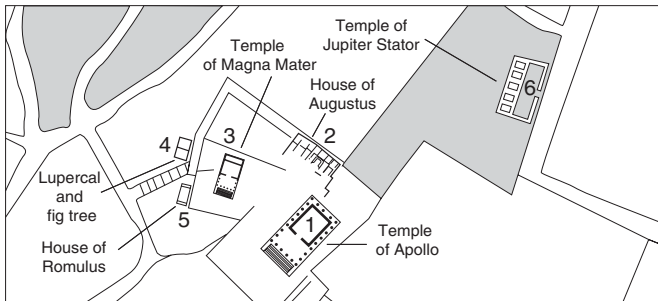 Temple of
Jupiter Stator
6
Temple
of Magna Mater
House of
Augustus
3
2
4
Lupercal
and
fig tree
5
House of
Romulus
1
Temple
of Apollo